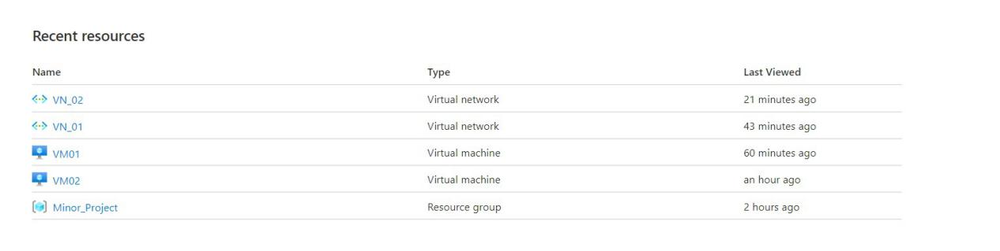 Recent resources
Name Type Last Viewed
VN_02 Virtual network 21 minutes ago
VN_01 Virtual network 43 minutes ago
VM01 Virtual machine 60 minutes ago
VM02 Virtual machine an hour ago
Minor_Project Resource group 2 hours ago